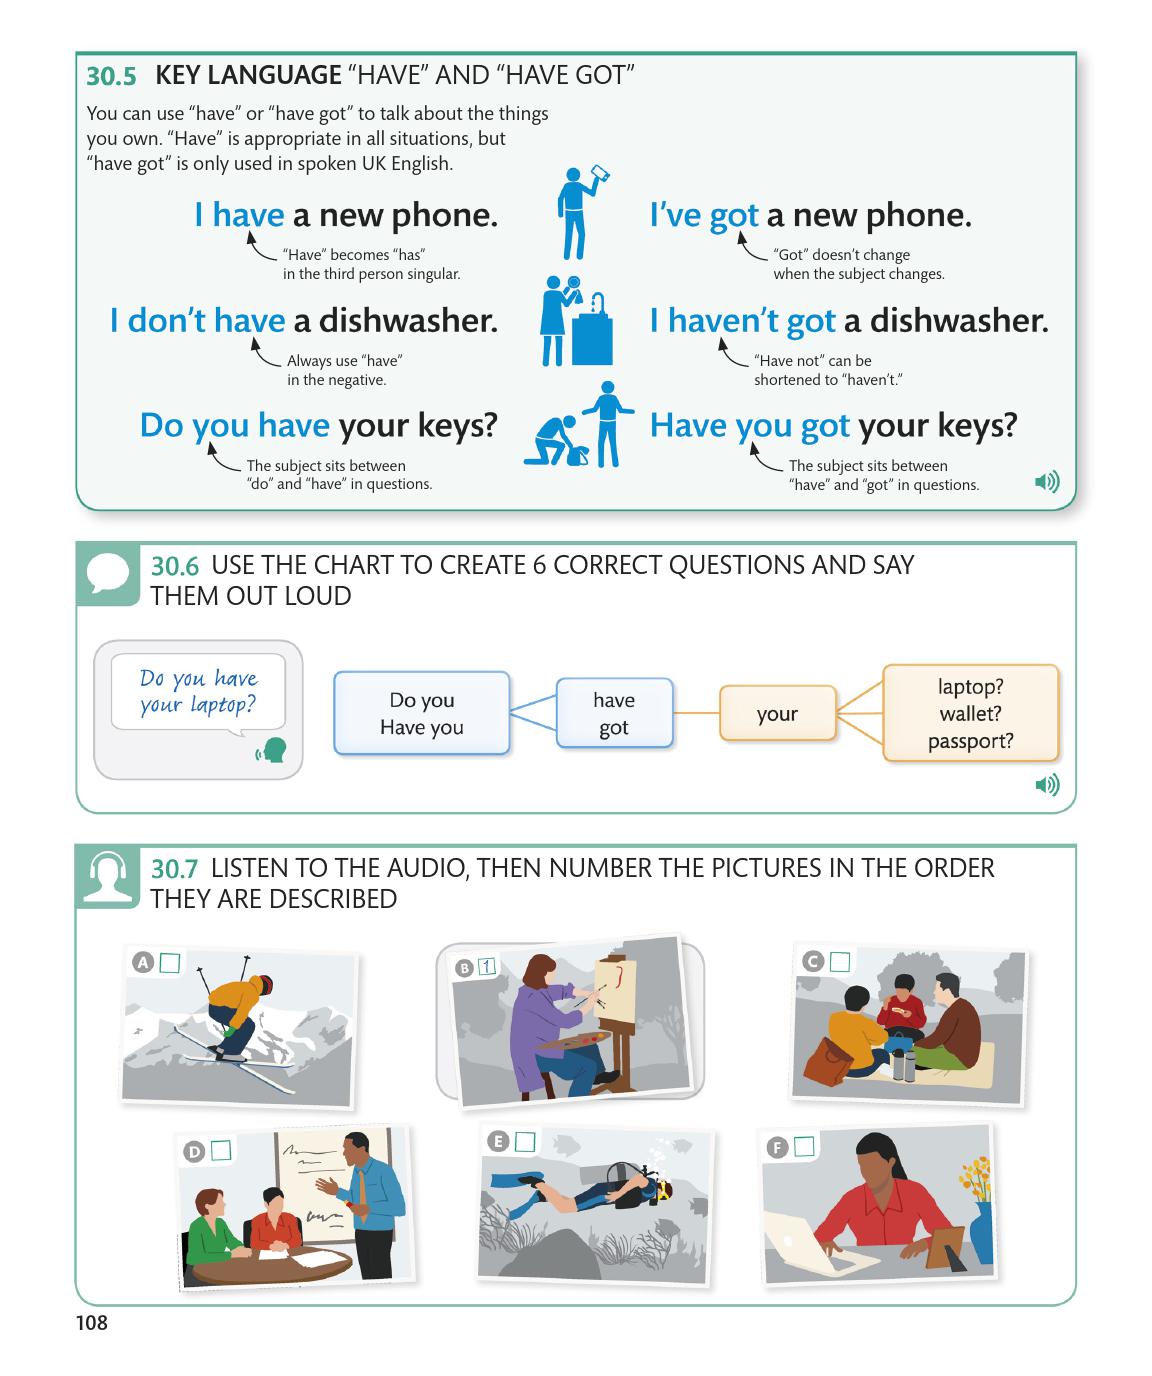 30.5 KEY LANGUAGE “HAVE” AND “HAVE GOT”
You can use “have” or “have got” to talk about the things
you own. “Have” is appropriate in all situations, but
“have got” is only used in spoken UK English.
I have a new phone.
“Have” becomes “has”
in the third person singular.
I’ve got a new phone.
“Got” doesn’t change
when the subject changes.
I don’t have a dishwasher.
Always use “have”
in the negative.
I haven’t got a dishwasher.
“Have not” can be
shortened to “haven’t.”
Do you have your keys?
The subject sits between
“do” and “have” in questions.
Have you got your keys?
The subject sits between
“have” and “got” in questions.
30.6 USE THE CHART TO CREATE 6 CORRECT QUESTIONS AND SAY
THEM OUT LOUD
Do you have
your laptop?
Do you
Have you
have
got
your
laptop?
wallet?
passport?
30.7 LISTEN TO THE AUDIO, THEN NUMBER THE PICTURES IN THE ORDER
THEY ARE DESCRIBED
A
B 1
C
D
E
F
108